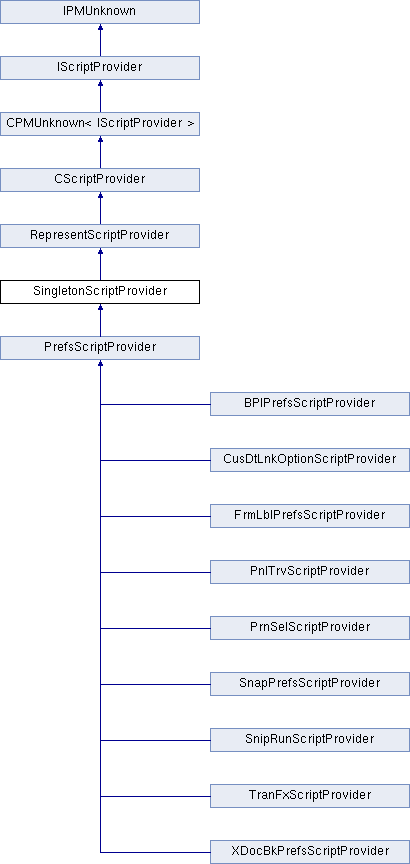 IPMUnknown
IScriptProvider
CPMUnknown< IScriptProvider >
CScriptProvider
RepresentScriptProvider
SingletonScriptProvider
PrefsScriptProvider
BPIPrefsScriptProvider
CusDtLnkOptionScriptProvider
FrmLblPrefsScriptProvider
PnlTrvScriptProvider
PrnSelScriptProvider
SnapPrefsScriptProvider
SnipRunScriptProvider
TranFxScriptProvider
XDocBkPrefsScriptProvider